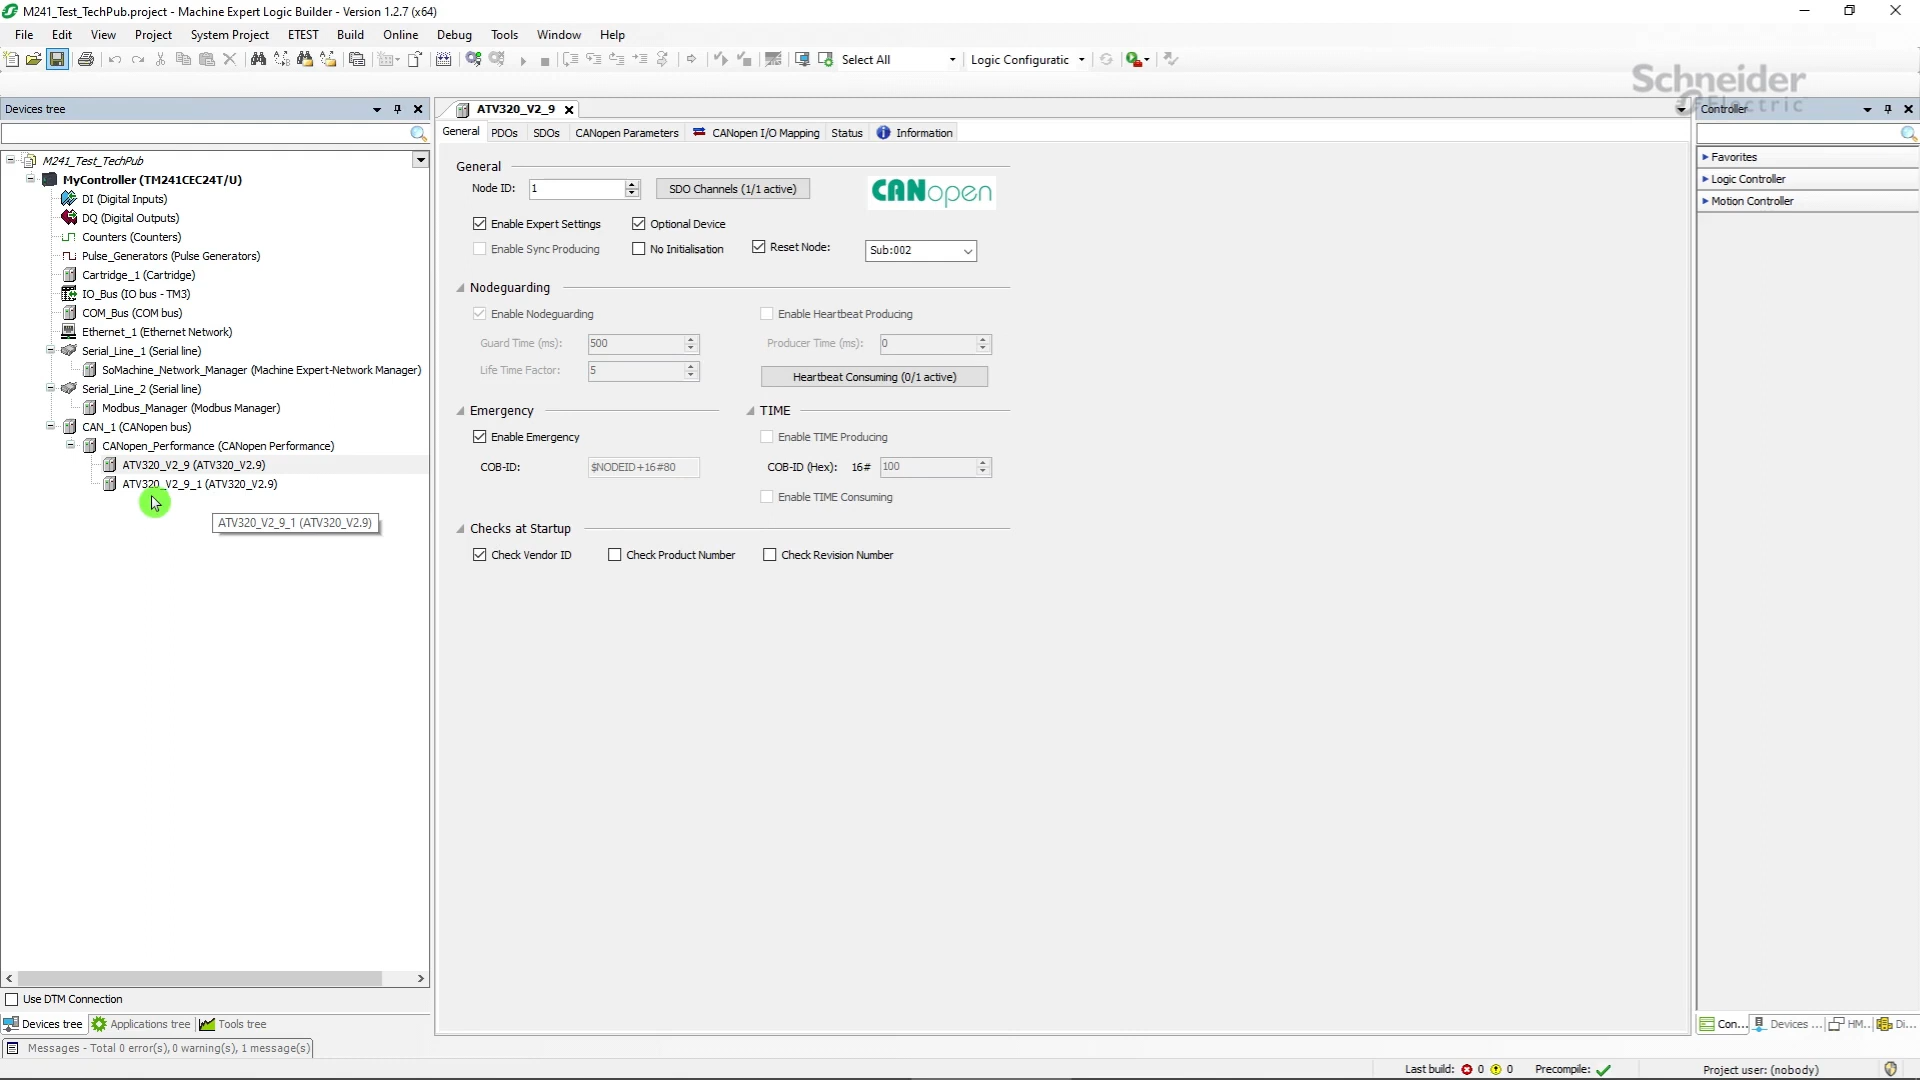 M241_Test_TechPub.project - Machine Expert Logic Builder - Version 1.2.7 (x64)
File Edit View Project System Project ETEST Build Online Debug Tools Window Help
Select All Logic Configuratic
Schneider
Electric
Devices tree
ATV320_V2_9
Controller
General PDOs SDOs CANopen Parameters CANopen I/O Mapping Status Information
M241_Test_TechPub
MyController (TM241CEC24T/U)
DI (Digital Inputs)
DQ (Digital Outputs)
Counters (Counters)
Pulse_Generators (Pulse Generators)
Cartridge_1 (Cartridge)
IO_Bus (IO bus - TM3)
COM_Bus (COM bus)
Ethernet_1 (Ethernet Network)
Serial_Line_1 (Serial line)
SoMachine_Network_Manager (Machine Expert-Network Manager)
Serial_Line_2 (Serial line)
Modbus_Manager (Modbus Manager)
CAN_1 (CANopen bus)
CANopen_Performance (CANopen Performance)
ATV320_V2_9 (ATV320_V2.9)
ATV320_V2_9_1 (ATV320_V2.9)
ATV320_V2_9_1 (ATV320_V2.9)
General
Node ID: 1 SDO Channels (1/1 active) CANopen
Enable Expert Settings Optional Device
Enable Sync Producing No Initialisation Reset Node: Sub:002
Nodeguarding
Enable Nodeguarding Enable Heartbeat Producing
Guard Time (ms): 500 Producer Time (ms): 0
Life Time Factor: 5 Heartbeat Consuming (0/1 active)
Emergency TIME
Enable Emergency Enable TIME Producing
COB-ID: $NODEID+16#80 COB-ID (Hex): 16# 100
Enable TIME Consuming
Checks at Startup
Check Vendor ID Check Product Number Check Revision Number
Favorites
Logic Controller
Motion Controller
Use DTM Connection
Devices tree Applications tree Tools tree
Con... Devices ... HM... Di...
Messages - Total 0 error(s), 0 warning(s), 1 message(s)
Last build: 0 0 Precompile: Project user: (nobody)